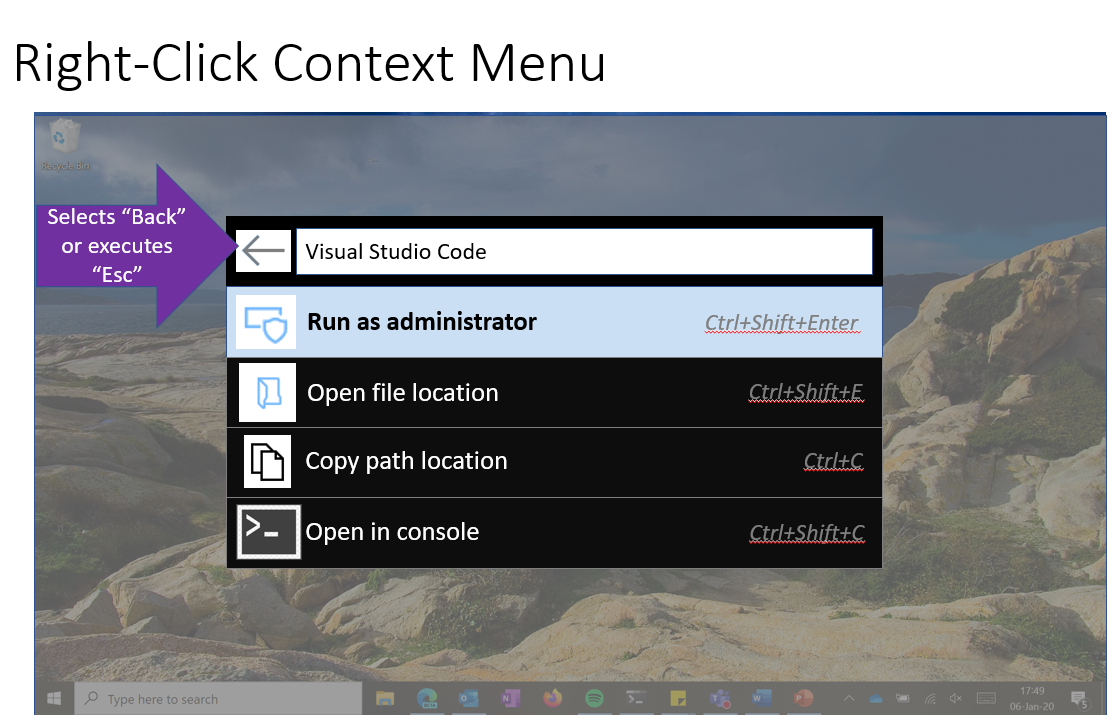 Right-Click Context Menu
Recycle Bin
Selects “Back”
or executes
“Esc”
Visual Studio Code
Run as administrator Ctrl+Shift+Enter
Open file location Ctrl+Shift+E
Copy path location Ctrl+C
Open in console Ctrl+Shift+C
Type here to search
17:49
06-Jan-20
5